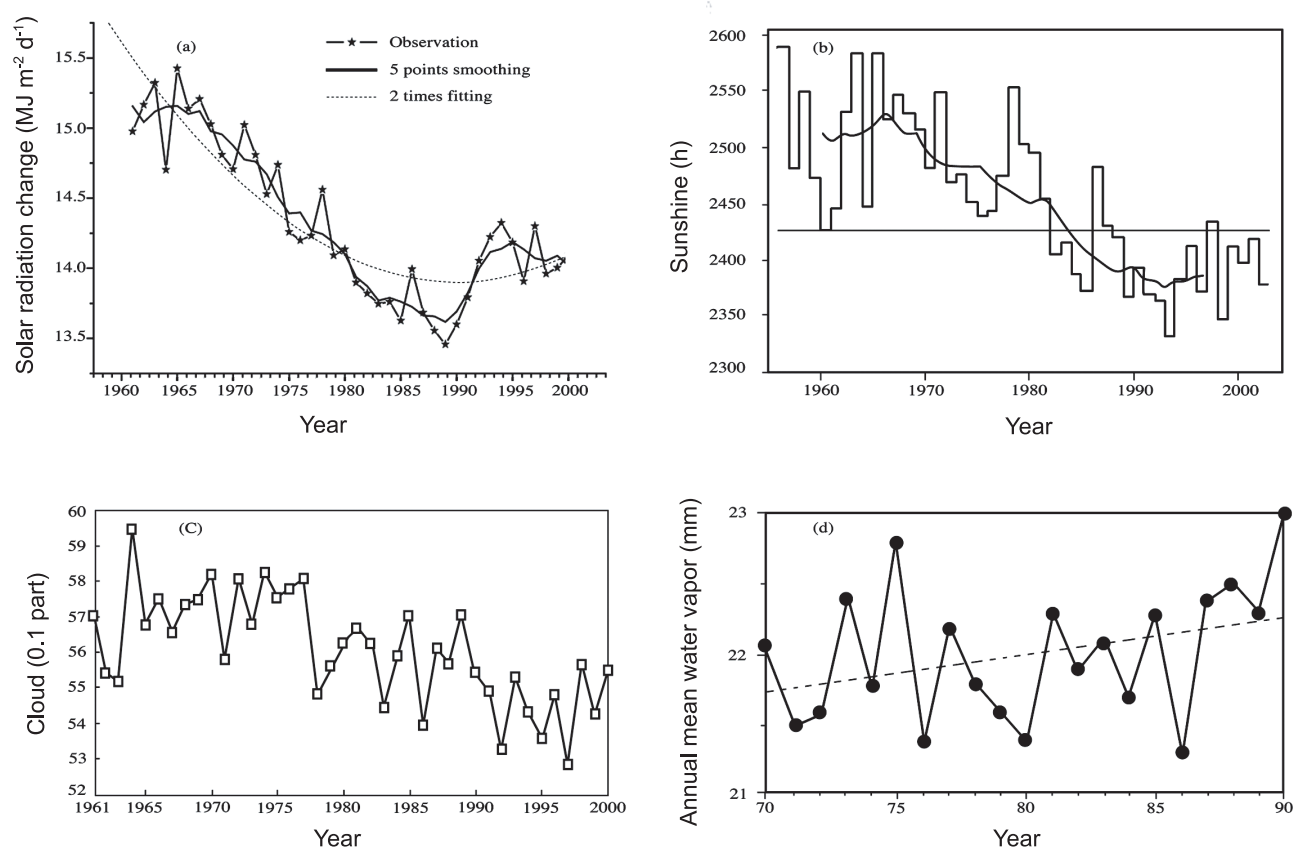 Solar radiation change (MJ m⁻² d⁻¹)
(a)
Observation
5 points smoothing
2 times fitting
15.5
15.0
14.5
14.0
13.5
1960 1965 1970 1975 1980 1985 1990 1995 2000
Year
Sunshine (h)
(b)
2600
2550
2500
2450
2400
2350
2300
1960 1970 1980 1990 2000
Year
Cloud (0.1 part)
(C)
60
59
58
57
56
55
54
53
52
1961 1965 1970 1975 1980 1985 1990 1995 2000
Year
Annual mean water vapor (mm)
(d)
23
22
21
70 75 80 85 90
Year